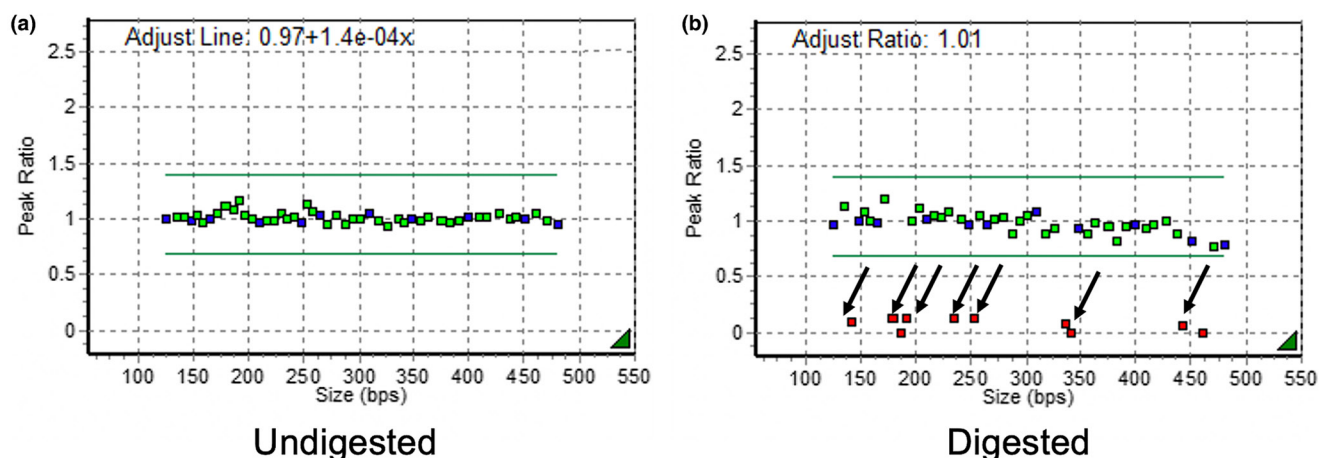 (a)
Adjust Line: 0.97+1.4e-04x
2.5
2
1.5
1
0.5
0
Peak Ratio
100 150 200 250 300 350 400 450 500 550
Size (bps)
Undigested
(b)
Adjust Ratio: 1.01
2.5
2
1.5
1
0.5
0
Peak Ratio
100 150 200 250 300 350 400 450 500 550
Size (bps)
Digested